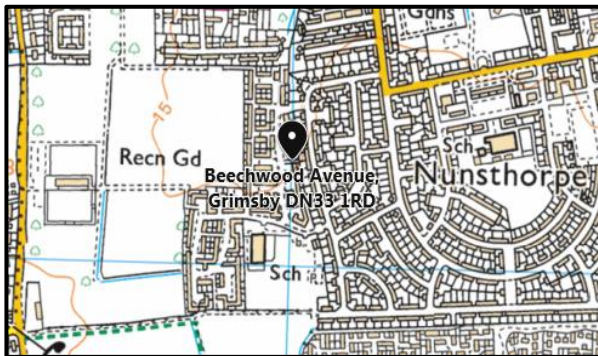 Gdns
15
Recn Gd
Sch
Nunsthorpe
Beechwood Avenue,
Grimsby DN33 1RD
Sch